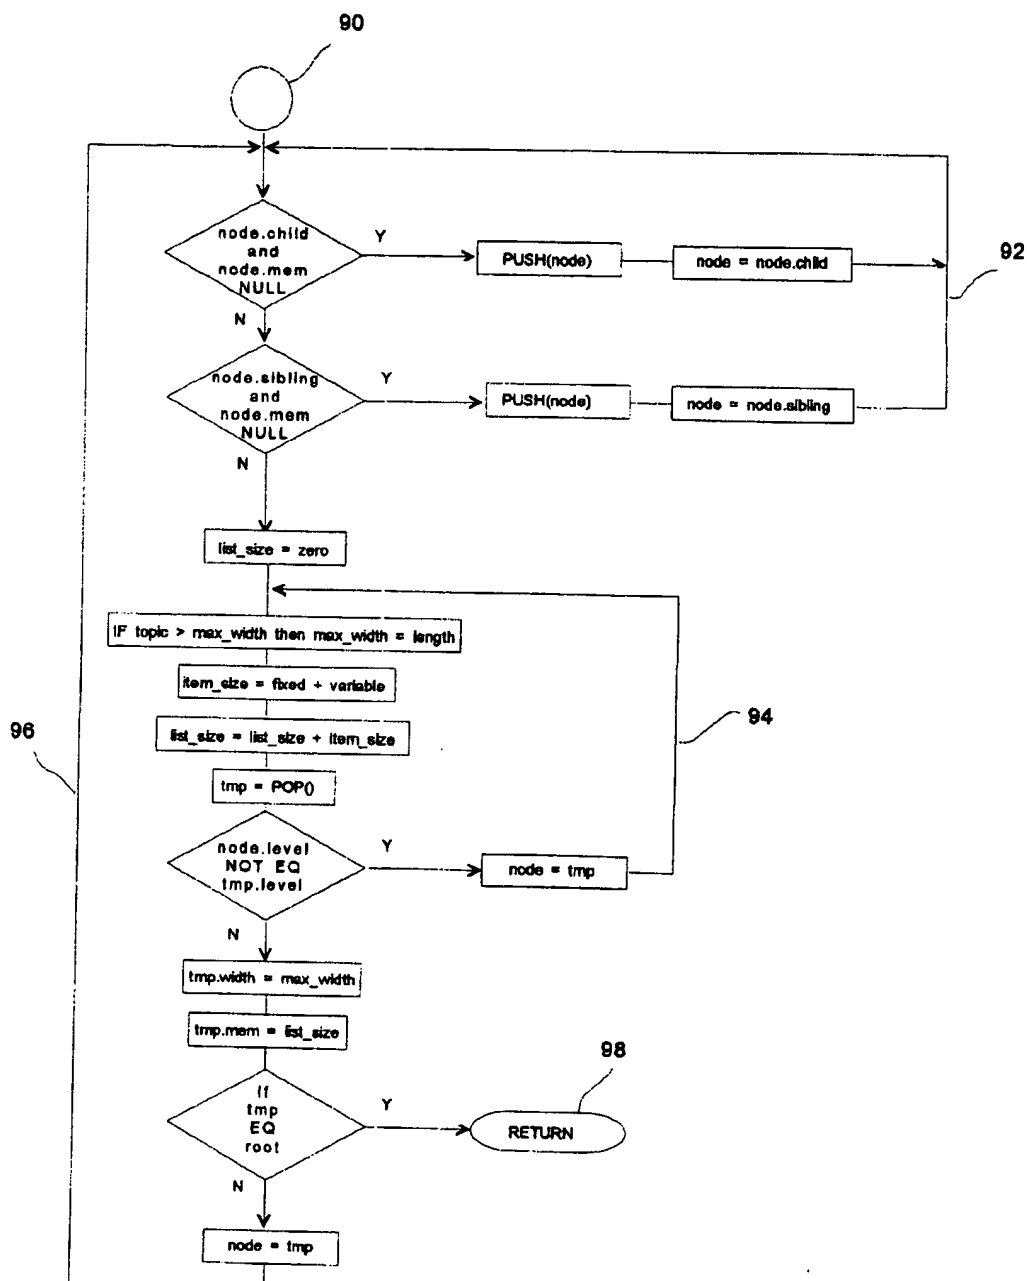 90
node.child
and
node.mem
NULL
Y
PUSH(node)
node = node.child
92
N
node.sibling
and
node.mem
NULL
Y
PUSH(node)
node = node.sibling
N
list_size = zero
IF topic > max_width then max_width = length
item_size = fixed + variable
list_size = list_size + item_size
94
96
tmp = POP()
node.level
NOT EQ
tmp.level
Y
node = tmp
N
tmp.width = max_width
tmp.mem = list_size
98
If
tmp
EQ
root
Y
RETURN
N
node = tmp